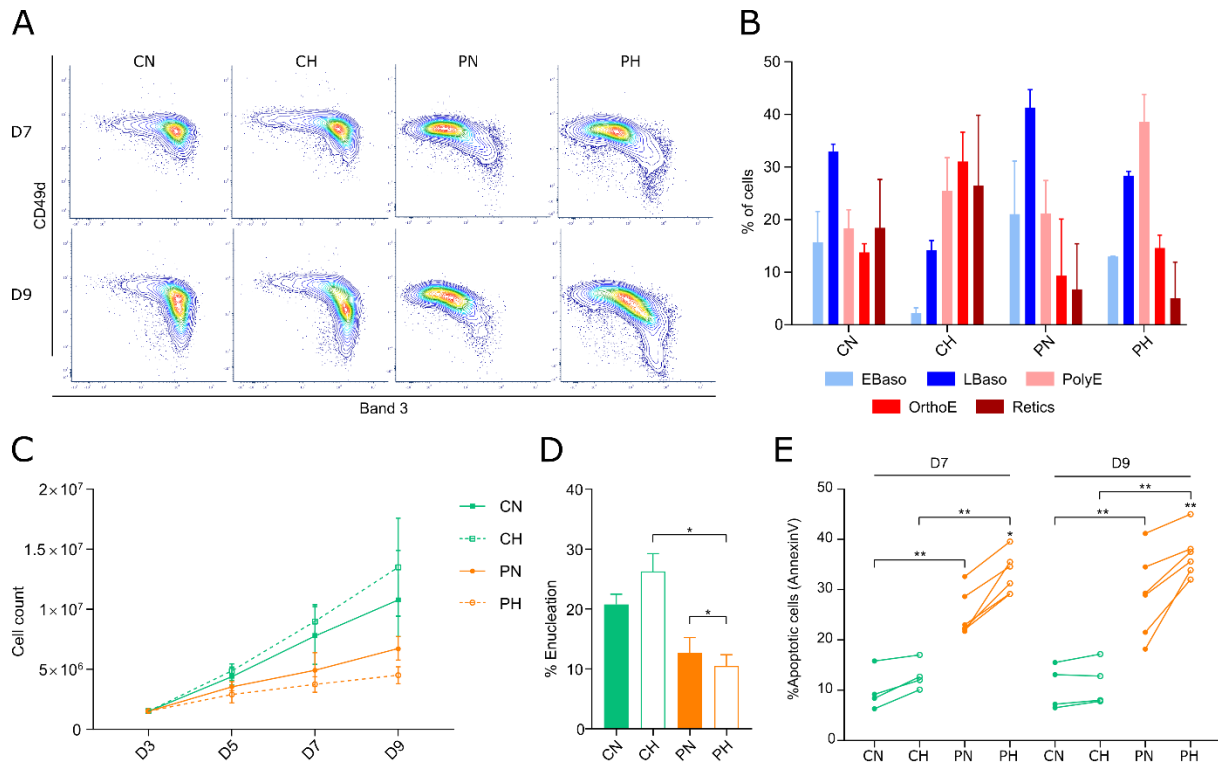 A
CN CH PN PH
D7
D9
CD49d
Band 3
B
% of cells
50
40
30
20
10
0
CN CH PN PH
EBaso LBaso PolyE
OrthoE Retics
C
Cell count
2×10⁷
1.5×10⁷
1×10⁷
5×10⁶
0
D3 D5 D7 D9
CN
CH
PN
PH
D
% Enucleation
40
30
20
10
0
*
*
CN CH PN PH
E
%Apoptotic cells (AnnexinV)
D7 D9
50
40
30
20
10
0
** **
* **
** **
CN CH PN PH CN CH PN PH